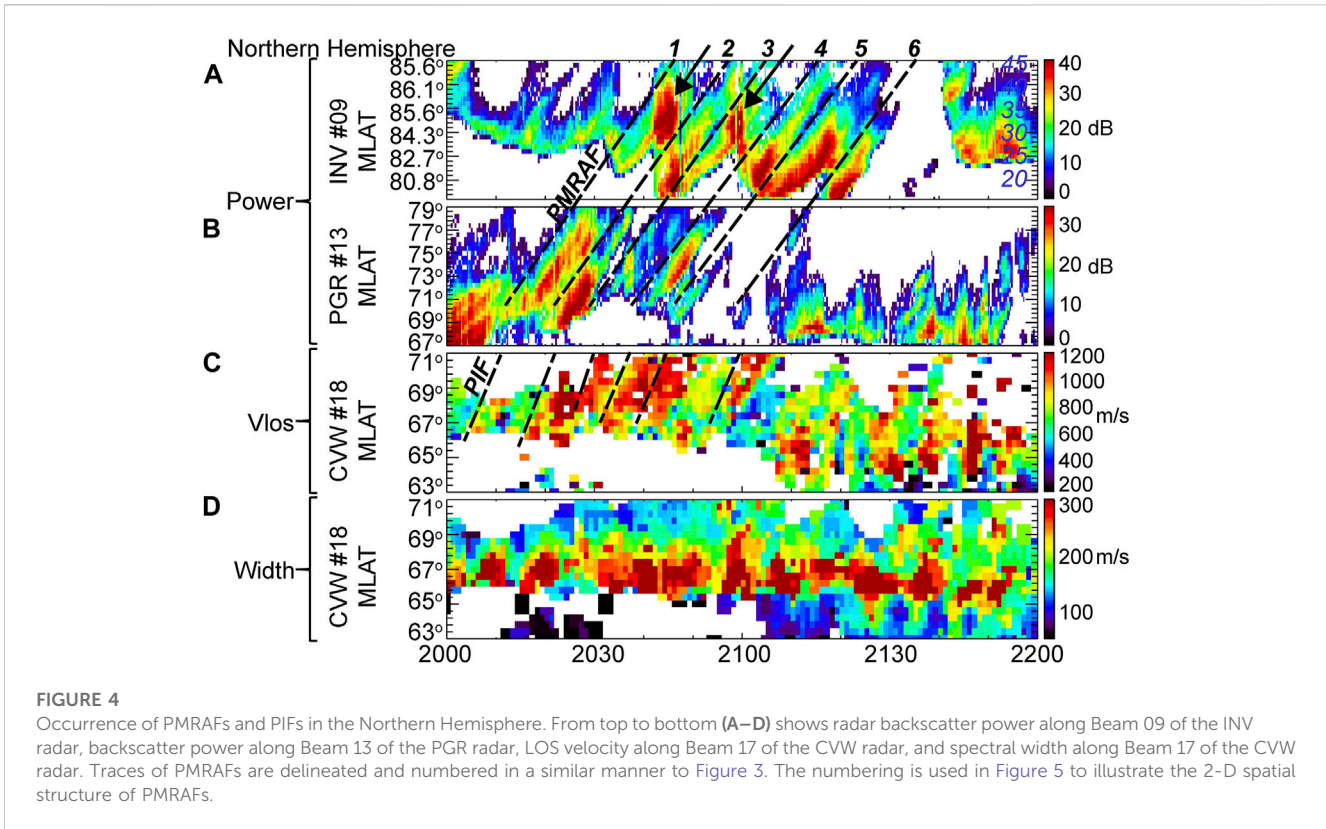 Northern Hemisphere
1 2 3 4 5 6
A
Power
INV #09
MLAT
85.6°
86.1°
85.6°
84.3°
82.7°
80.8°
PMRAF
45
35
30
25
20
40
30
20 dB
10
0
B
PGR #13
MLAT
79°
77°
75°
73°
71°
69°
67°
30
20 dB
10
0
C
Vlos
CVW #18
MLAT
71°
69°
67°
65°
63°
PIF
1200
1000
800 m/s
600
400
200
D
Width
CVW #18
MLAT
71°
69°
67°
65°
63°
300
200 m/s
100
2000 2030 2100 2130 2200
FIGURE 4
Occurrence of PMRAFs and PIFs in the Northern Hemisphere. From top to bottom (A–D) shows radar backscatter power along Beam 09 of the INV
radar, backscatter power along Beam 13 of the PGR radar, LOS velocity along Beam 17 of the CVW radar, and spectral width along Beam 17 of the CVW
radar. Traces of PMRAFs are delineated and numbered in a similar manner to Figure 3. The numbering is used in Figure 5 to illustrate the 2-D spatial
structure of PMRAFs.